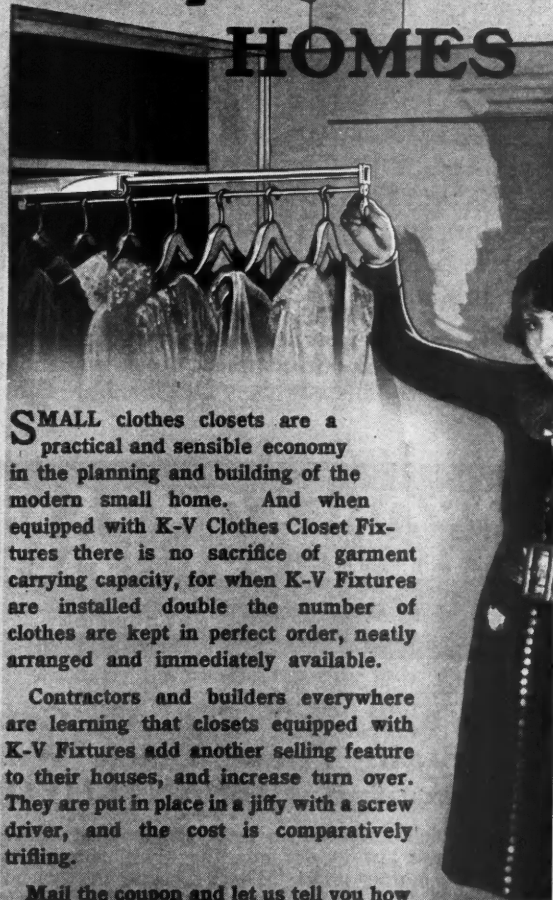 HOMES
SMALL clothes closets are a
practical and sensible economy
in the planning and building of the
modern small home. And when
equipped with K-V Clothes Closet Fix-
tures there is no sacrifice of garment
carrying capacity, for when K-V Fixtures
are installed double the number of
clothes are kept in perfect order, neatly
arranged and immediately available.
Contractors and builders everywhere
are learning that closets equipped with
K-V Fixtures add another selling feature
to their houses, and increase turn over.
They are put in place in a jiffy with a screw
driver, and the cost is comparatively
trifling.
Mail the coupon and let us tell you how